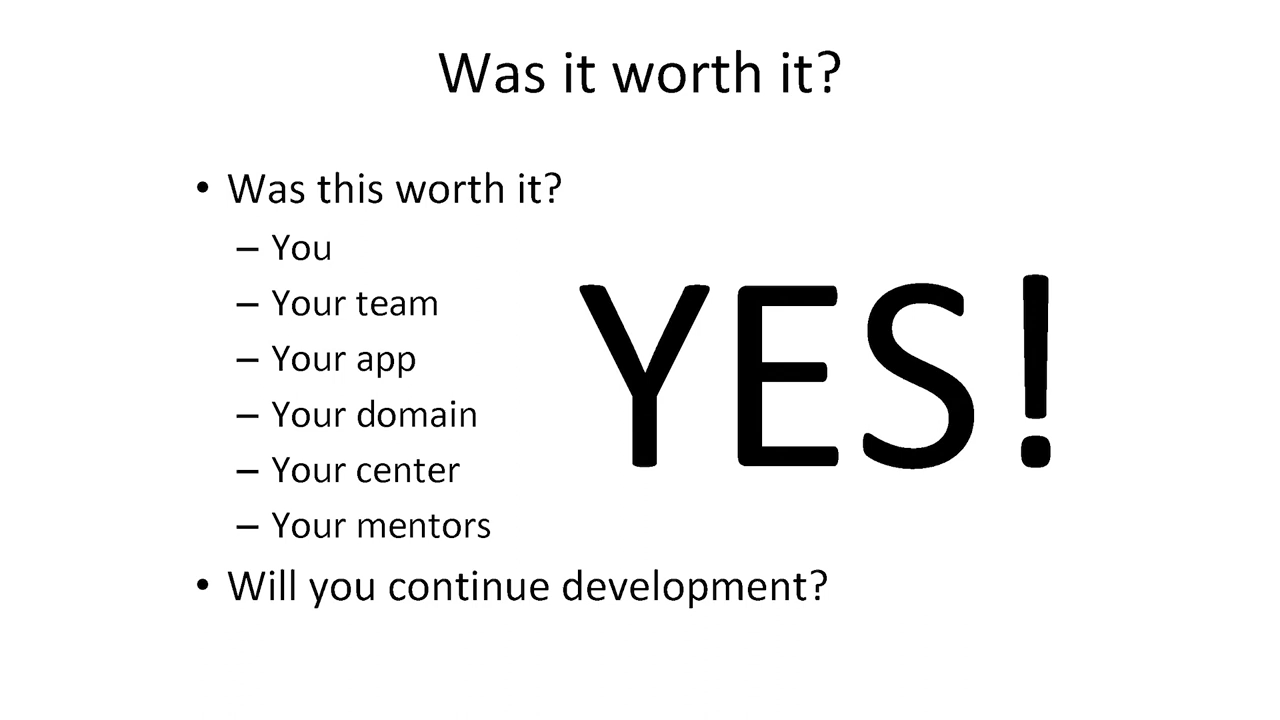 Was it worth it?
• Was this worth it?
– You
– Your team
– Your app
– Your domain
– Your center
– Your mentors
YES!
• Will you continue development?